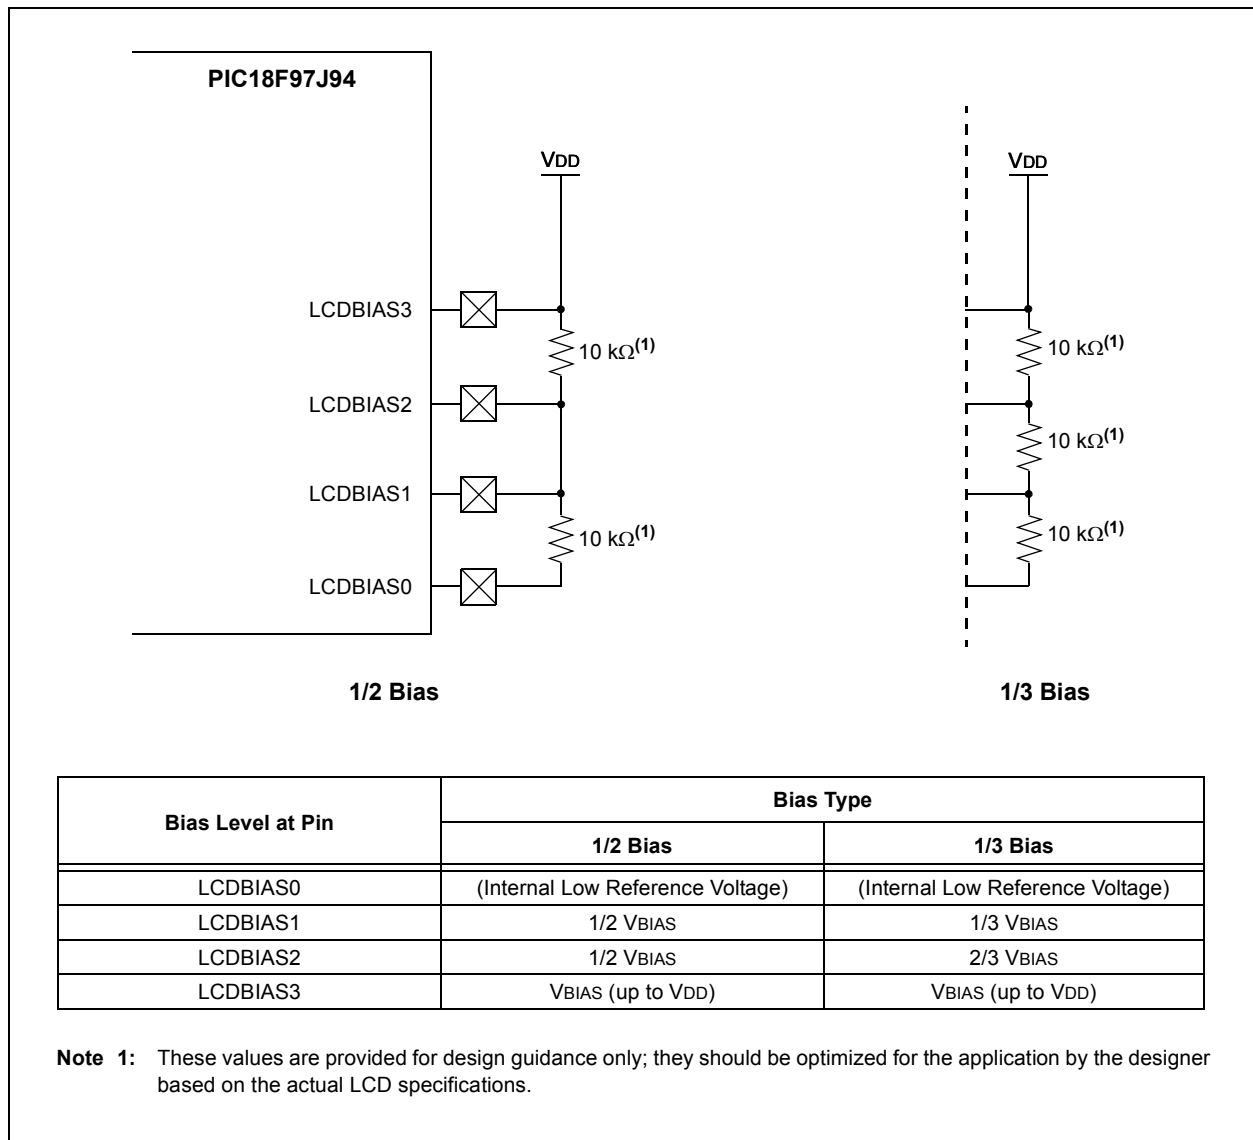 PIC18F97J94
VDD
VDD
LCDBIAS3
10 kΩ(1)
10 kΩ(1)
LCDBIAS2
10 kΩ(1)
LCDBIAS1
10 kΩ(1)
10 kΩ(1)
LCDBIAS0
1/2 Bias
1/3 Bias
Bias Level at Pin
Bias Type
1/2 Bias
1/3 Bias
LCDBIAS0 (Internal Low Reference Voltage) (Internal Low Reference Voltage)
LCDBIAS1 1/2 VBIAS 1/3 VBIAS
LCDBIAS2 1/2 VBIAS 2/3 VBIAS
LCDBIAS3 VBIAS (up to VDD) VBIAS (up to VDD)
Note 1: These values are provided for design guidance only; they should be optimized for the application by the designer
based on the actual LCD specifications.